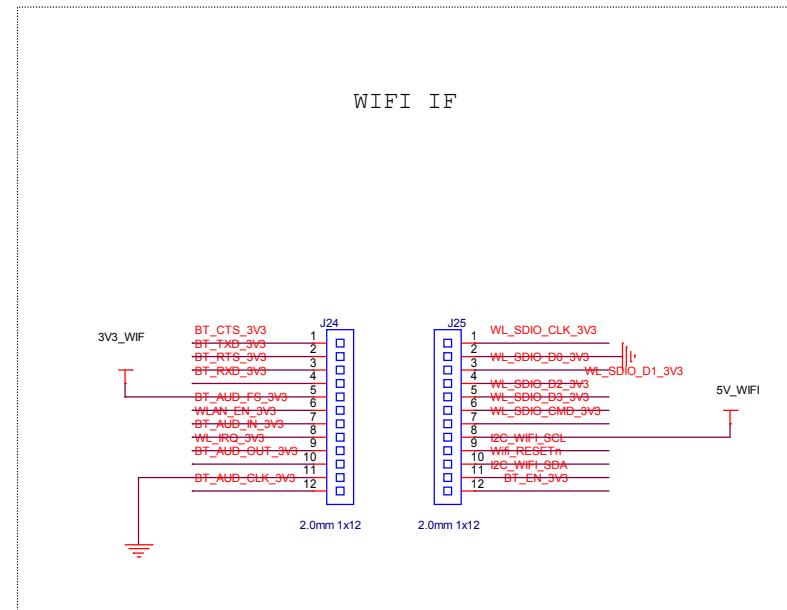 WIFI IF
J24
J25
3V3_WIF
5V_WIFI
BT_CTS_3V3
BT_TXD_3V3
BT_RTS_3V3
BT_RXD_3V3
BT_AUD_FS_3V3
WLAN_EN_3V3
BT_AUD_IN_3V3
WL_IRQ_3V3
BT_AUD_OUT_3V3
BT_AUD_CLK_3V3
1
2
3
4
5
6
7
8
9
10
11
12
1
2
3
4
5
6
7
8
9
10
11
12
WL_SDIO_CLK_3V3
WL_SDIO_D0_3V3
WL_SDIO_D1_3V3
WL_SDIO_D2_3V3
WL_SDIO_D3_3V3
WL_SDIO_CMD_3V3
I2C_WIFI_SCL
Wifi_RESETn
I2C_WIFI_SDA
BT_EN_3V3
2.0mm 1x12
2.0mm 1x12